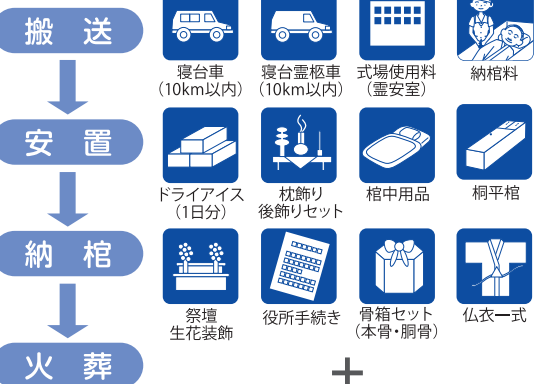 搬送
寝台車
（10km以内）
寝台霊柩車
（10km以内）
式場使用料
（霊安室）
納棺料
安置
ドライアイス
（1日分）
枕飾り
後飾りセット
棺中用品
桐平棺
納棺
祭壇
生花装飾
役所手続き
骨箱セット
（本骨・胴骨）
仏衣一式
火葬
＋